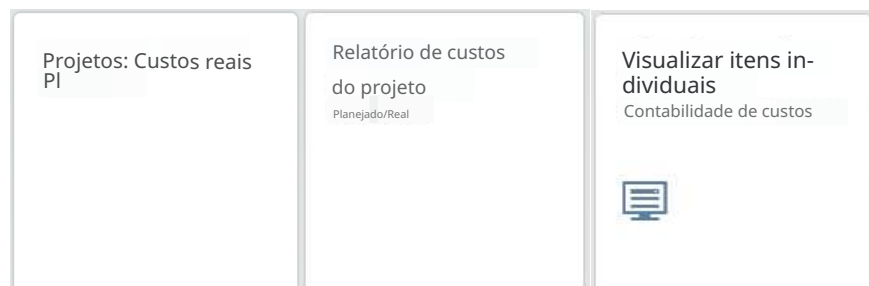 Projetos: Custos reais
Pl
Relatório de custos
do projeto
Planejado/Real
Visualizar itens in-
dividuais
Contabilidade de custos